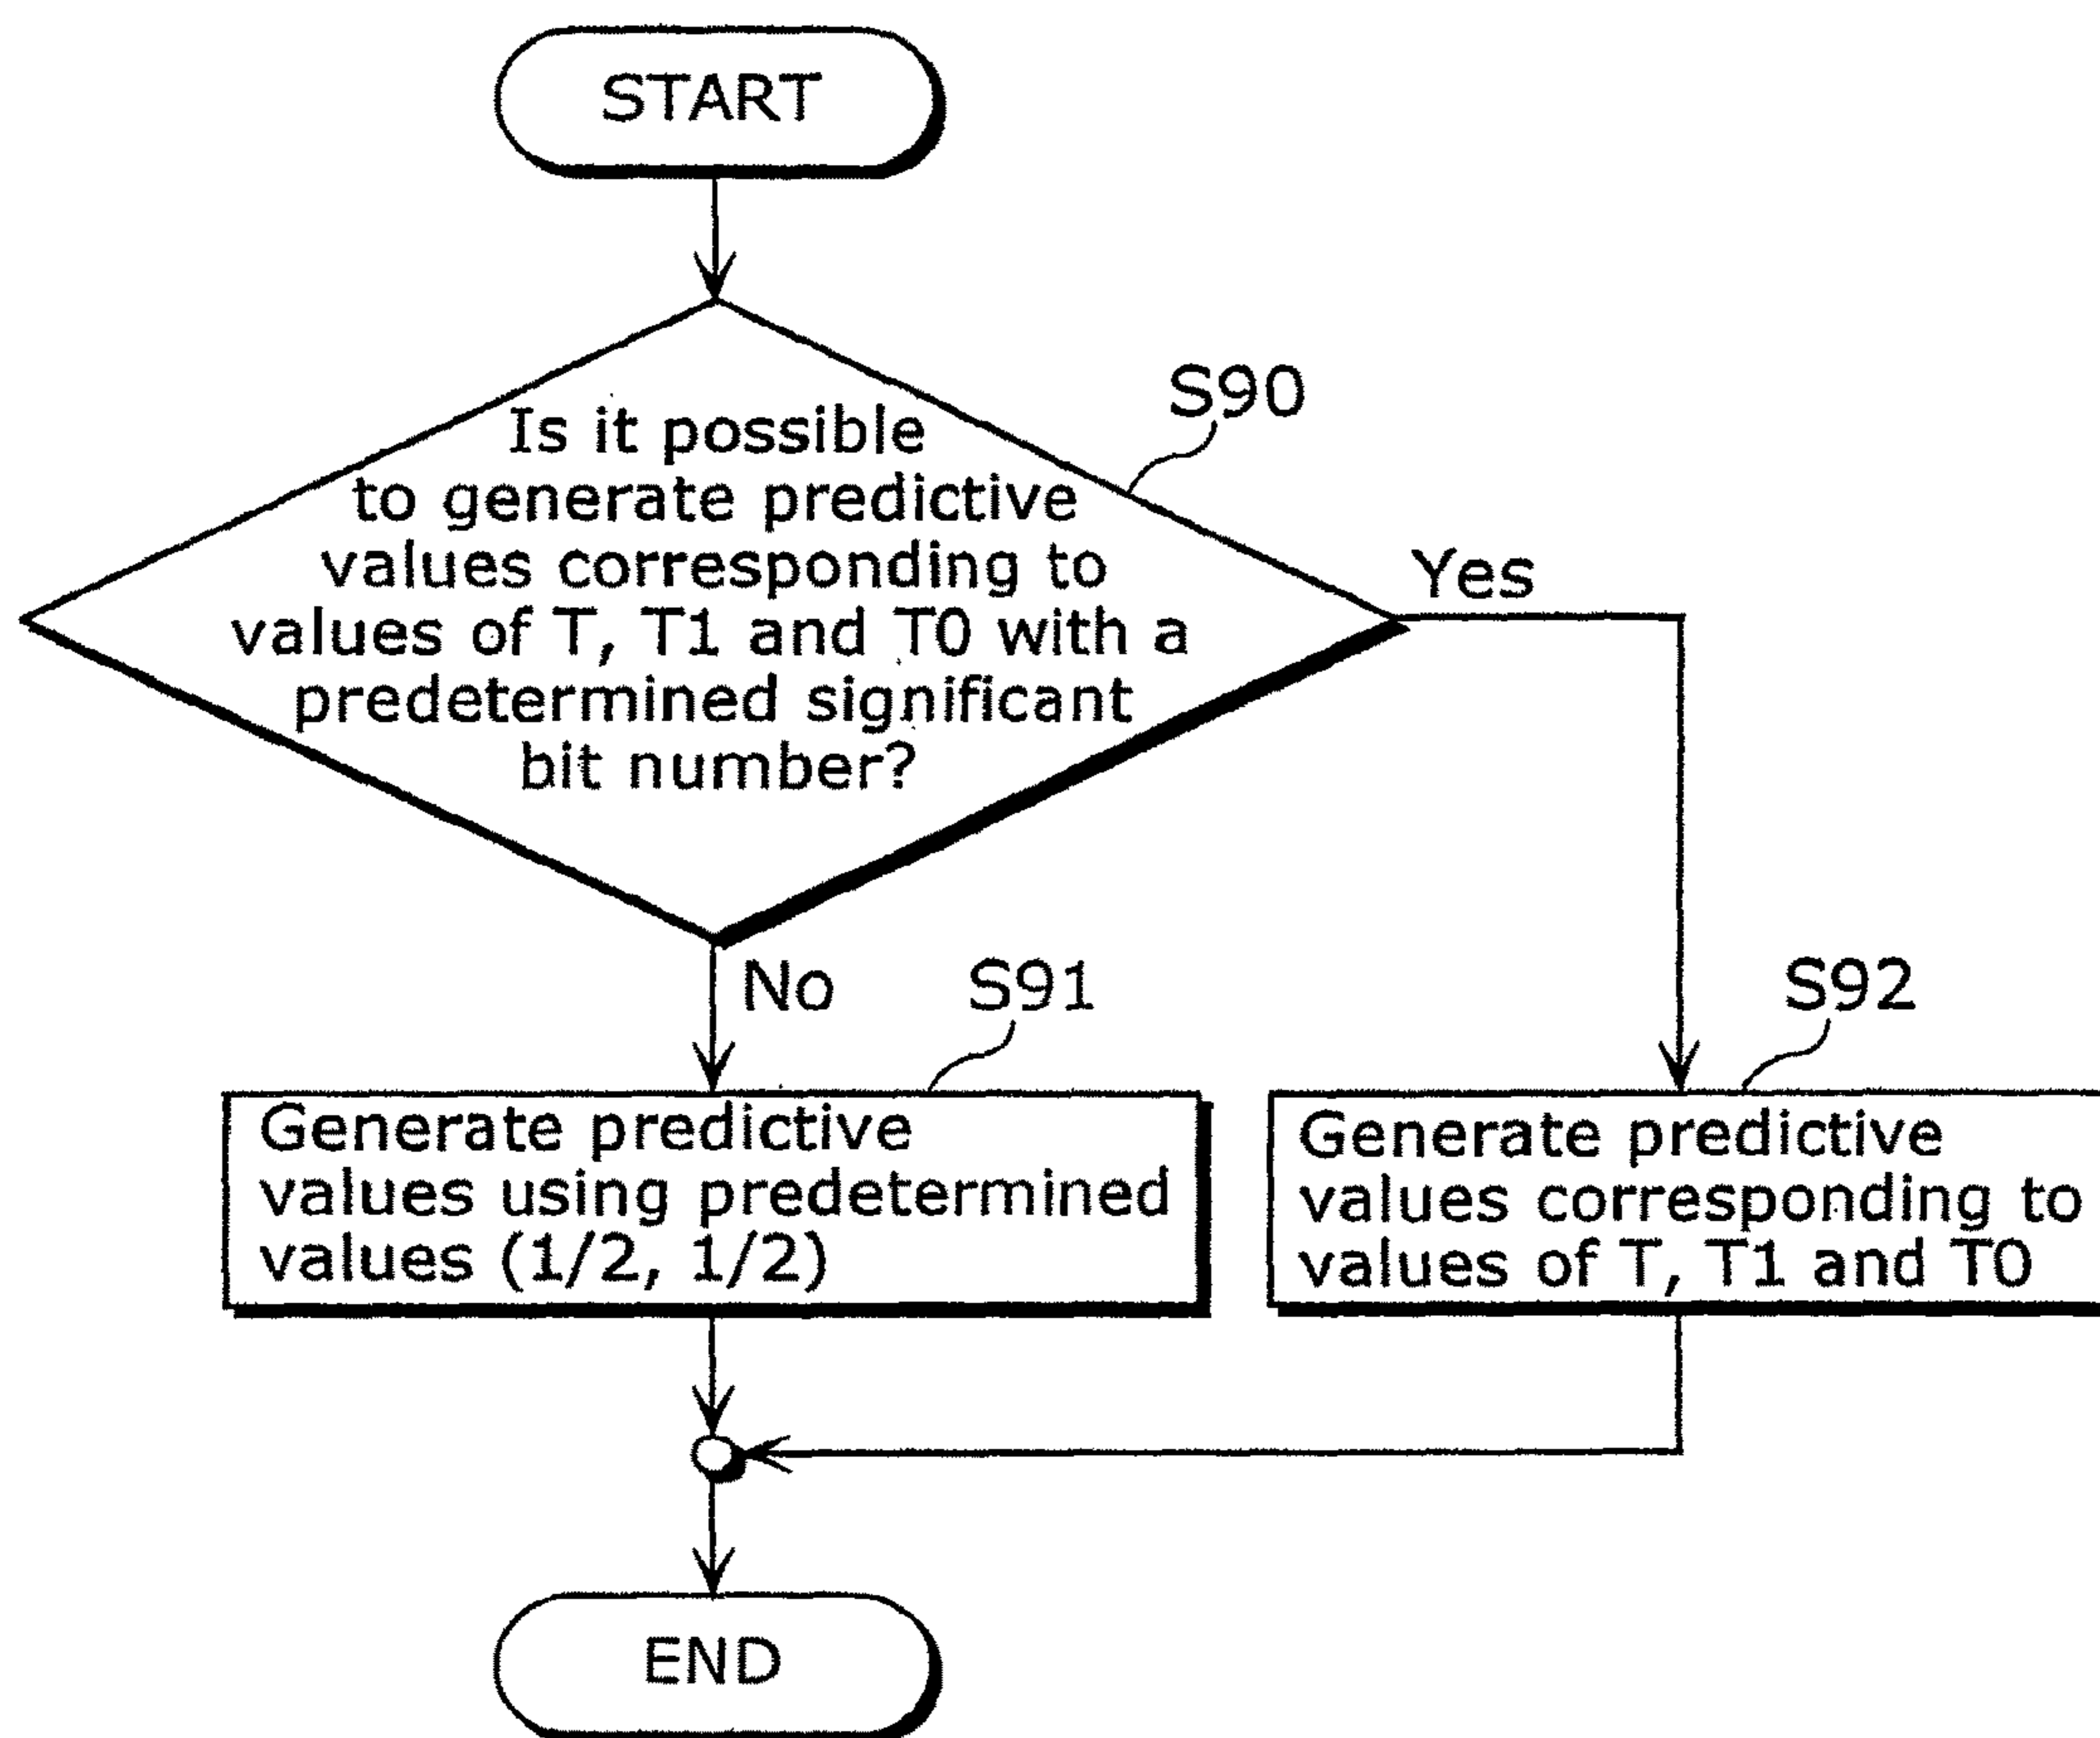 START
S90
Is it possible
to generate predictive
values corresponding to
values of T, T1 and T0 with a
predetermined significant
bit number?
Yes
No
S91
S92
Generate predictive
values using predetermined
values (1/2, 1/2)
Generate predictive
values corresponding to
values of T, T1 and T0
END